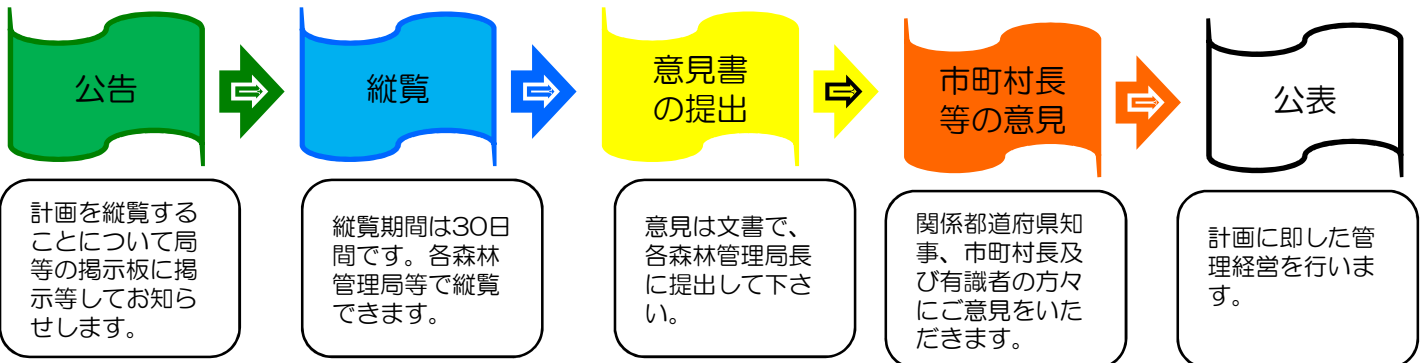 公告
縦覧
意見書
の提出
市町村長
等の意見
公表
計画を縦覧する
ことについて局
等の掲示板に掲
示等してお知ら
せします。
縦覧期間は30日
間です。各森林
管理局等で縦覧
できます。
意見は文書で、
各森林管理局長
に提出して下さ
い。
関係都道府県知
事、市町村長及
び有識者の方々
にご意見をいた
だきます。
計画に即した管
理経営を行いま
す。